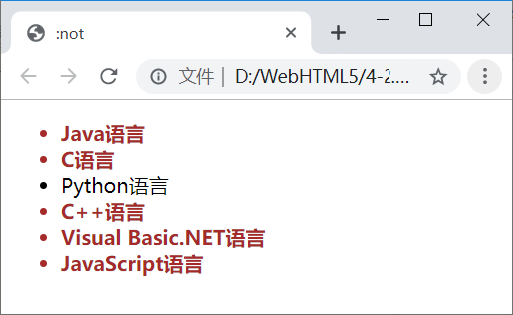 :not
文件 | D:/WebHTML5/4-2....
Java语言
C语言
Python语言
C++语言
Visual Basic.NET语言
JavaScript语言